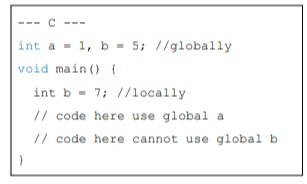 --- C ---
int a = 1, b = 5; //globally
void main() {
int b = 7; //locally
// code here use global a
// code here cannot use global b
}